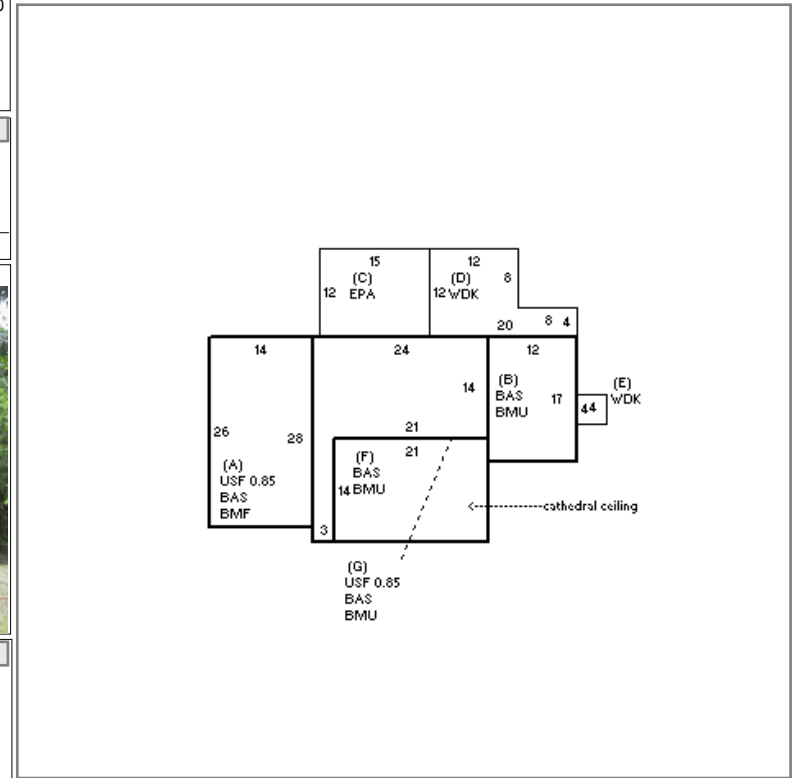 0
15
12
(C)
(D)
8
12
EPA
12 WDK
20
8
4
14
24
12
(E)
WDK
(B)
BAS
BMU
14
17
44
26
28
21
21
(F)
BAS
14 BMU
(A)
USF 0.85
BAS
BMF
cathedral ceiling
3
(G)
USF 0.85
BAS
BMU